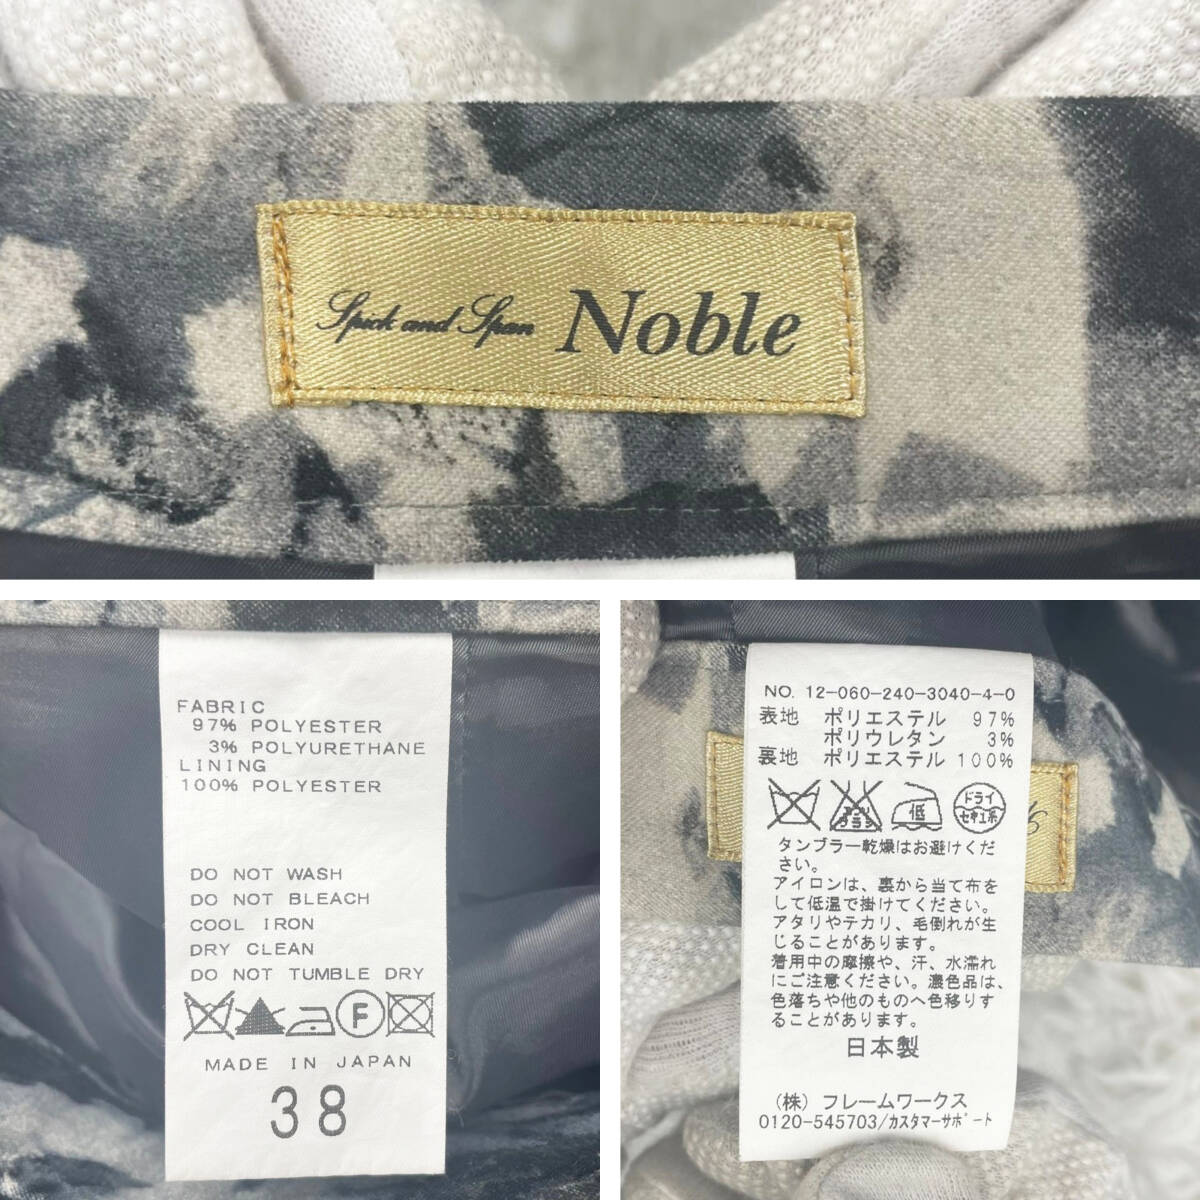 Spick and Span Noble
FABRIC
97% POLYESTER
3% POLYURETHANE
LINING
100% POLYESTER
DO NOT WASH
DO NOT BLEACH
COOL IRON
DRY CLEAN
DO NOT TUMBLE DRY
F
MADE IN JAPAN
38
NO. 12-060-240-3040-4-0
表地 ポリエステル 97%
ポリウレタン 3%
裏地 ポリエステル 100%
エンソ サラシ 低 ドライ セキユ系
タンブラー乾燥はお避けくだ
さい。
アイロンは、裏から当て布を
して低温で掛けてください。
アタリやテカリ、毛倒れが生
じることがあります。
着用中の摩擦や、汗、水濡れ
にご注意ください。濃色品は、
色落ちや他のものへ色移りす
ることがあります。
日本製
(株) フレームワークス
0120-545703/カスタマーサポート